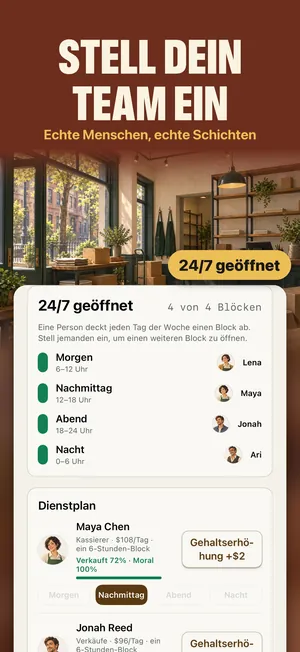 STELL DEIN
TEAM EIN
Echte Menschen, echte Schichten
24/7 geöffnet
24/7 geöffnet 4 von 4 Blöcken
Eine Person deckt jeden Tag der Woche einen Block ab.
Stell jemanden ein, um einen weiteren Block zu öffnen.
Morgen
6–12 Uhr
Lena
Nachmittag
12–18 Uhr
Maya
Abend
18–24 Uhr
Jonah
Nacht
0–6 Uhr
Ari
Dienstplan
Maya Chen
Kassierer · $108/Tag ·
ein 6-Stunden-Block
Verkauft 72% · Moral
100%
Gehaltserhö-
hung +$2
Morgen Nachmittag Abend Nacht
Jonah Reed
Verkäufe · $96/Tag · ein
6-Stunden-Block
Gehaltserhö-